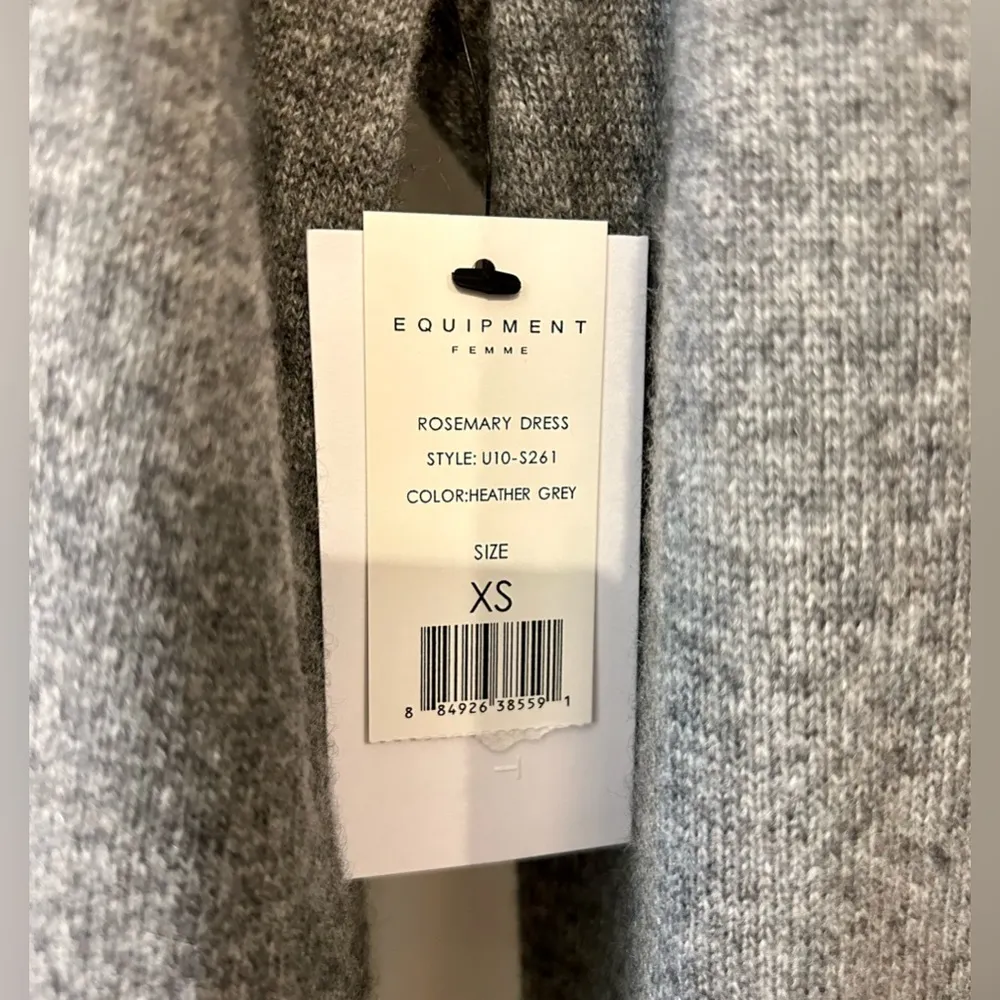 EQUIPMENT
FEMME
ROSEMARY DRESS
STYLE: U10-S261
COLOR:HEATHER GREY
SIZE
XS
8 84926 38559 1